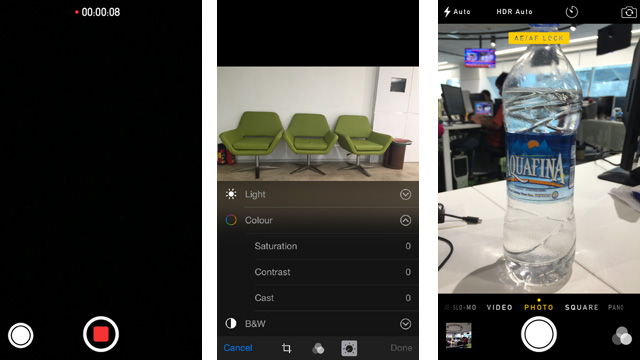 00:00:08
Light
Colour
Saturation 0
Contrast 0
Cast 0
B&W
Cancel
Done
Auto
HDR Auto
AE/AF LOCK
AQUAFINA
SLO-MO VIDEO PHOTO SQUARE PANO